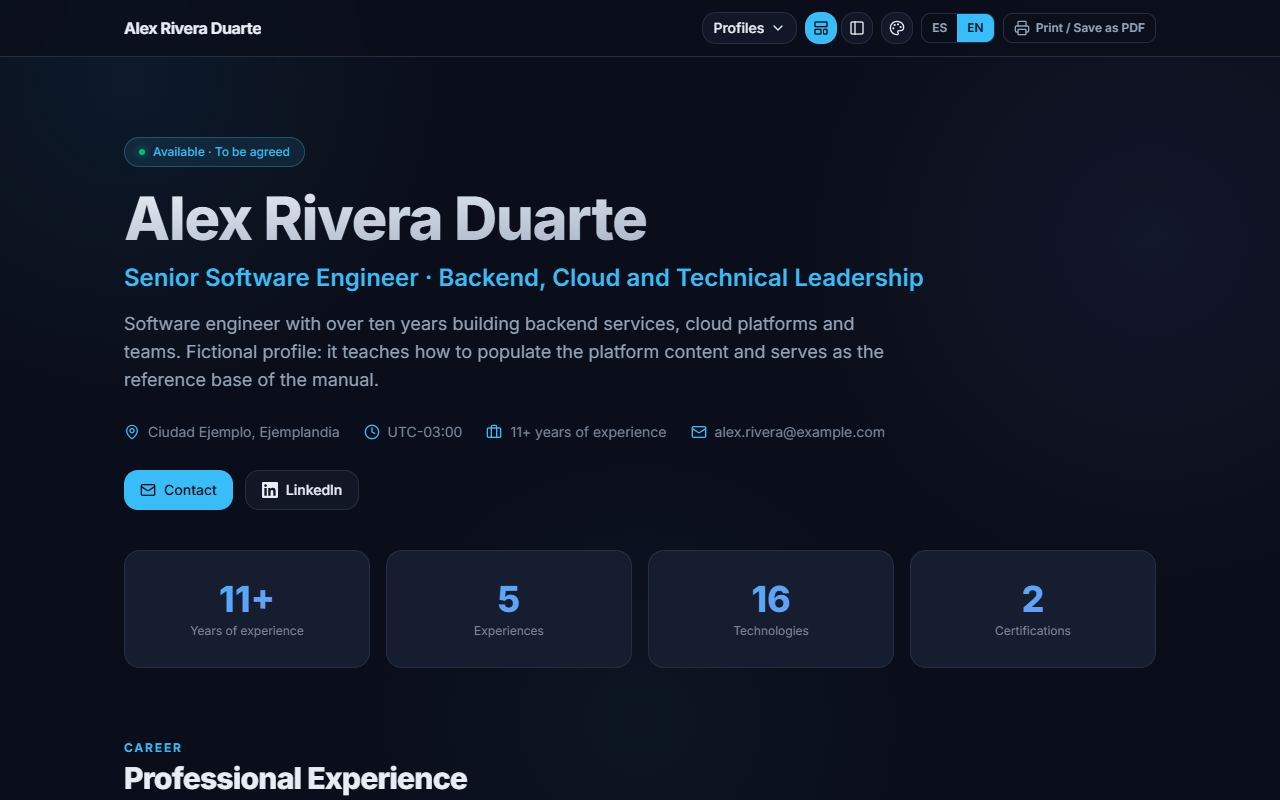 Alex Rivera Duarte
Profiles
ES
EN
Print / Save as PDF
Available · To be agreed
Alex Rivera Duarte
Senior Software Engineer · Backend, Cloud and Technical Leadership
Software engineer with over ten years building backend services, cloud platforms and
teams. Fictional profile: it teaches how to populate the platform content and serves as the
reference base of the manual.
Ciudad Ejemplo, Ejemplandia
UTC-03:00
11+ years of experience
alex.rivera@example.com
Contact
LinkedIn
11+
Years of experience
5
Experiences
16
Technologies
2
Certifications
CAREER
Professional Experience